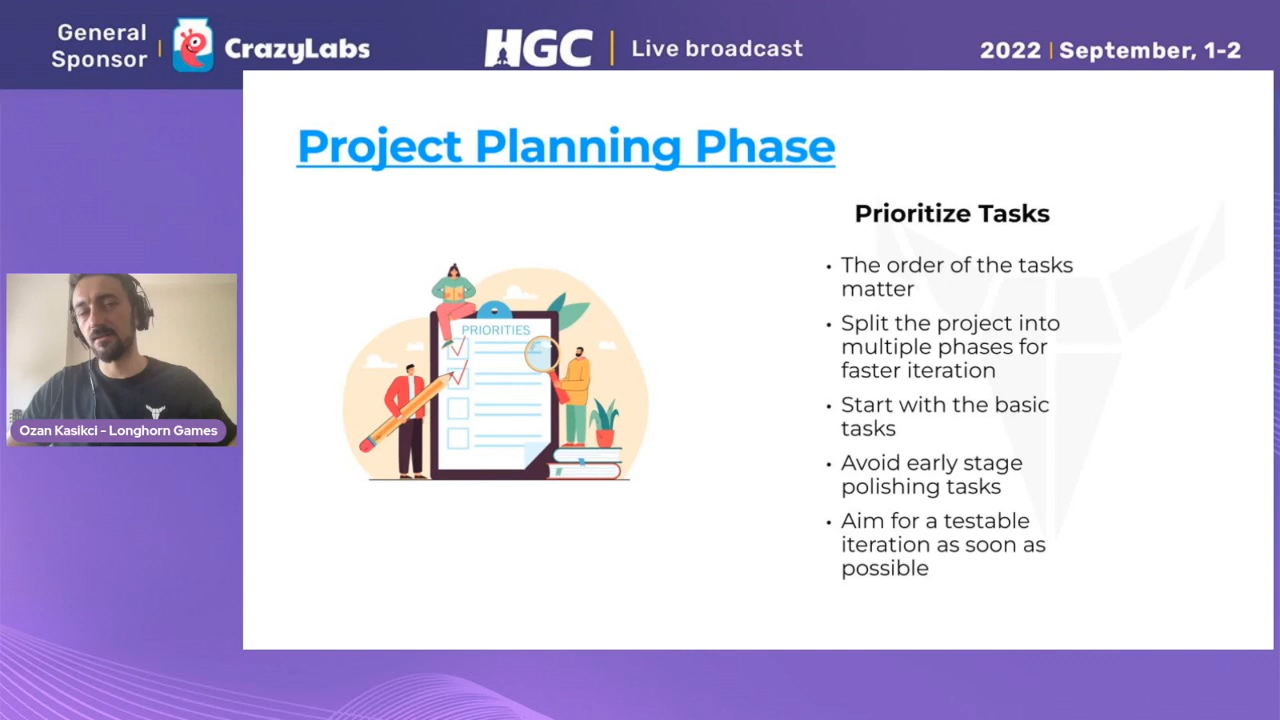 General
Sponsor
CrazyLabs
HGC
Live broadcast
2022 | September, 1-2
Project Planning Phase
Prioritize Tasks
• The order of the tasks
matter
• Split the project into
multiple phases for
faster iteration
• Start with the basic
tasks
• Avoid early stage
polishing tasks
• Aim for a testable
iteration as soon as
possible
PRIORITIES
Ozan Kasikci - Longhorn Games